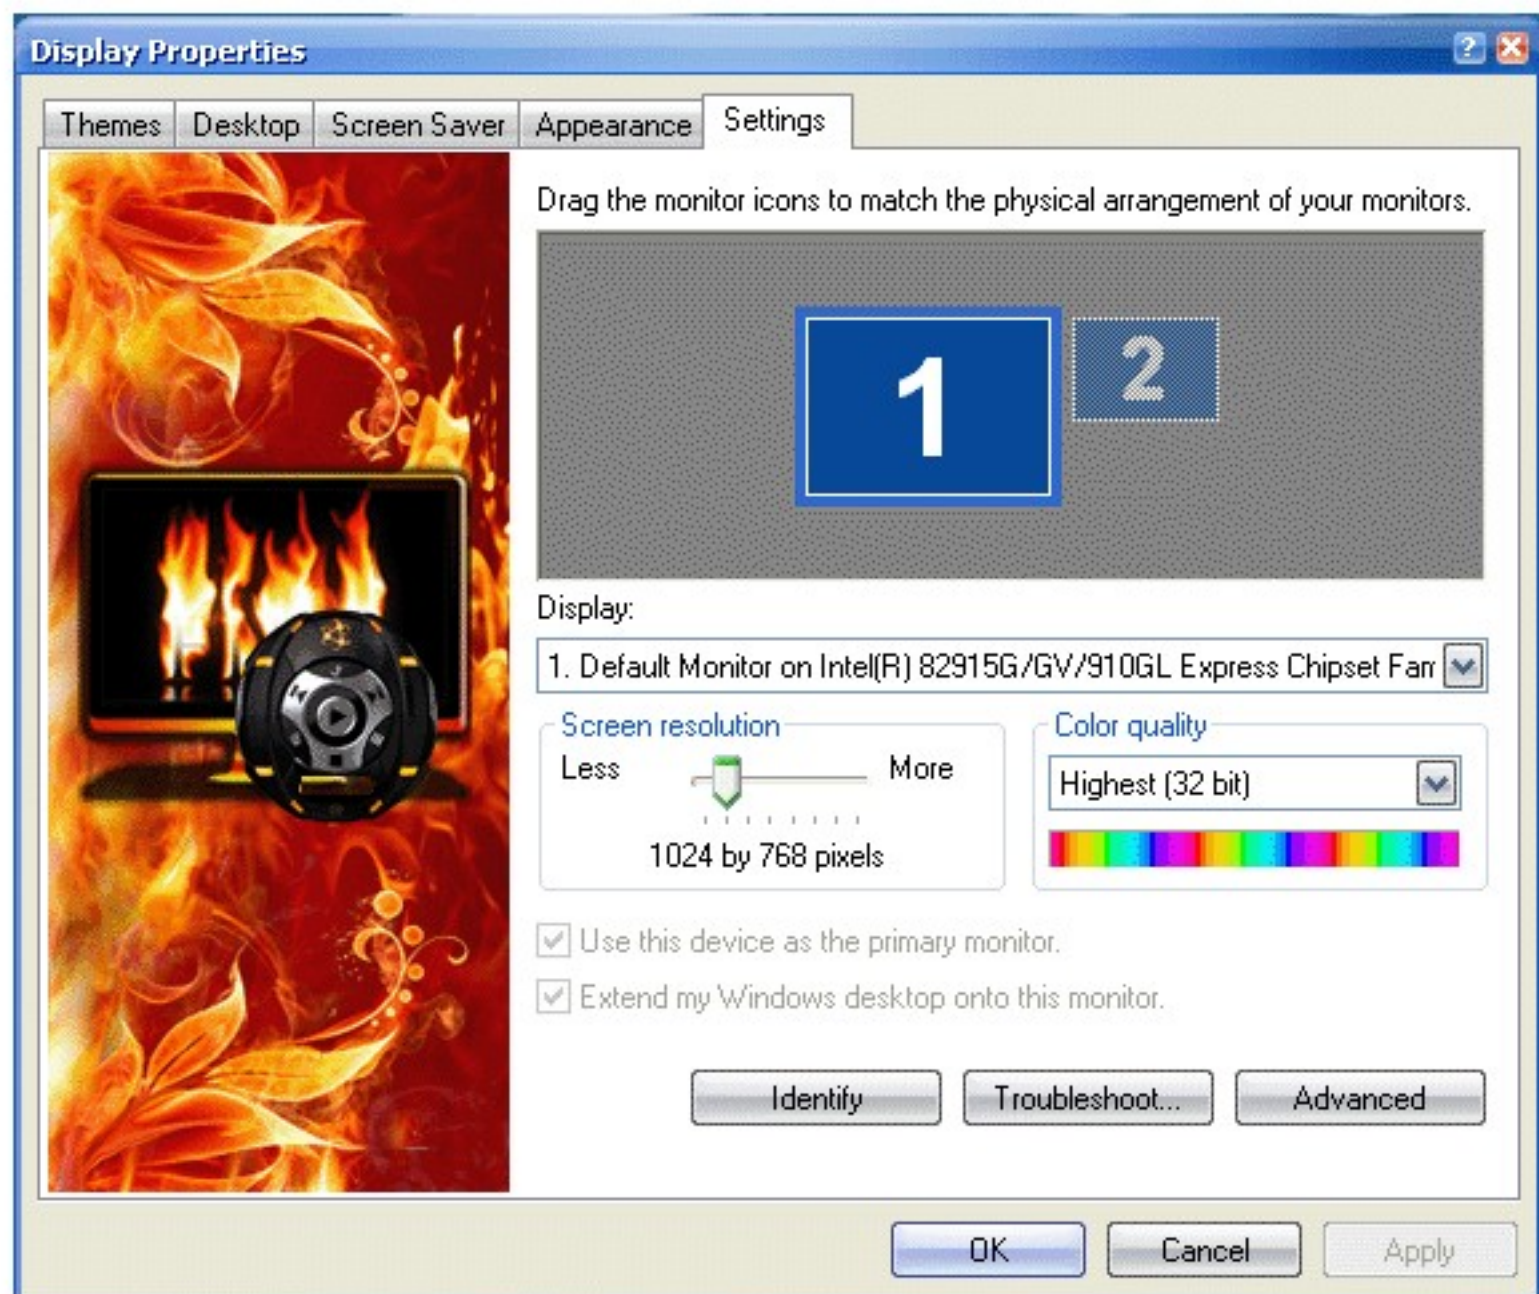 Display Properties
Themes Desktop Screen Saver Appearance Settings
Drag the monitor icons to match the physical arrangement of your monitors.
1 2
Display:
1. Default Monitor on Intel(R) 82915G/GV/910GL Express Chipset Fam
Screen resolution Color quality
Less More
Highest (32 bit)
1024 by 768 pixels
Use this device as the primary monitor.
Extend my Windows desktop onto this monitor.
Identify Troubleshoot... Advanced
OK Cancel Apply